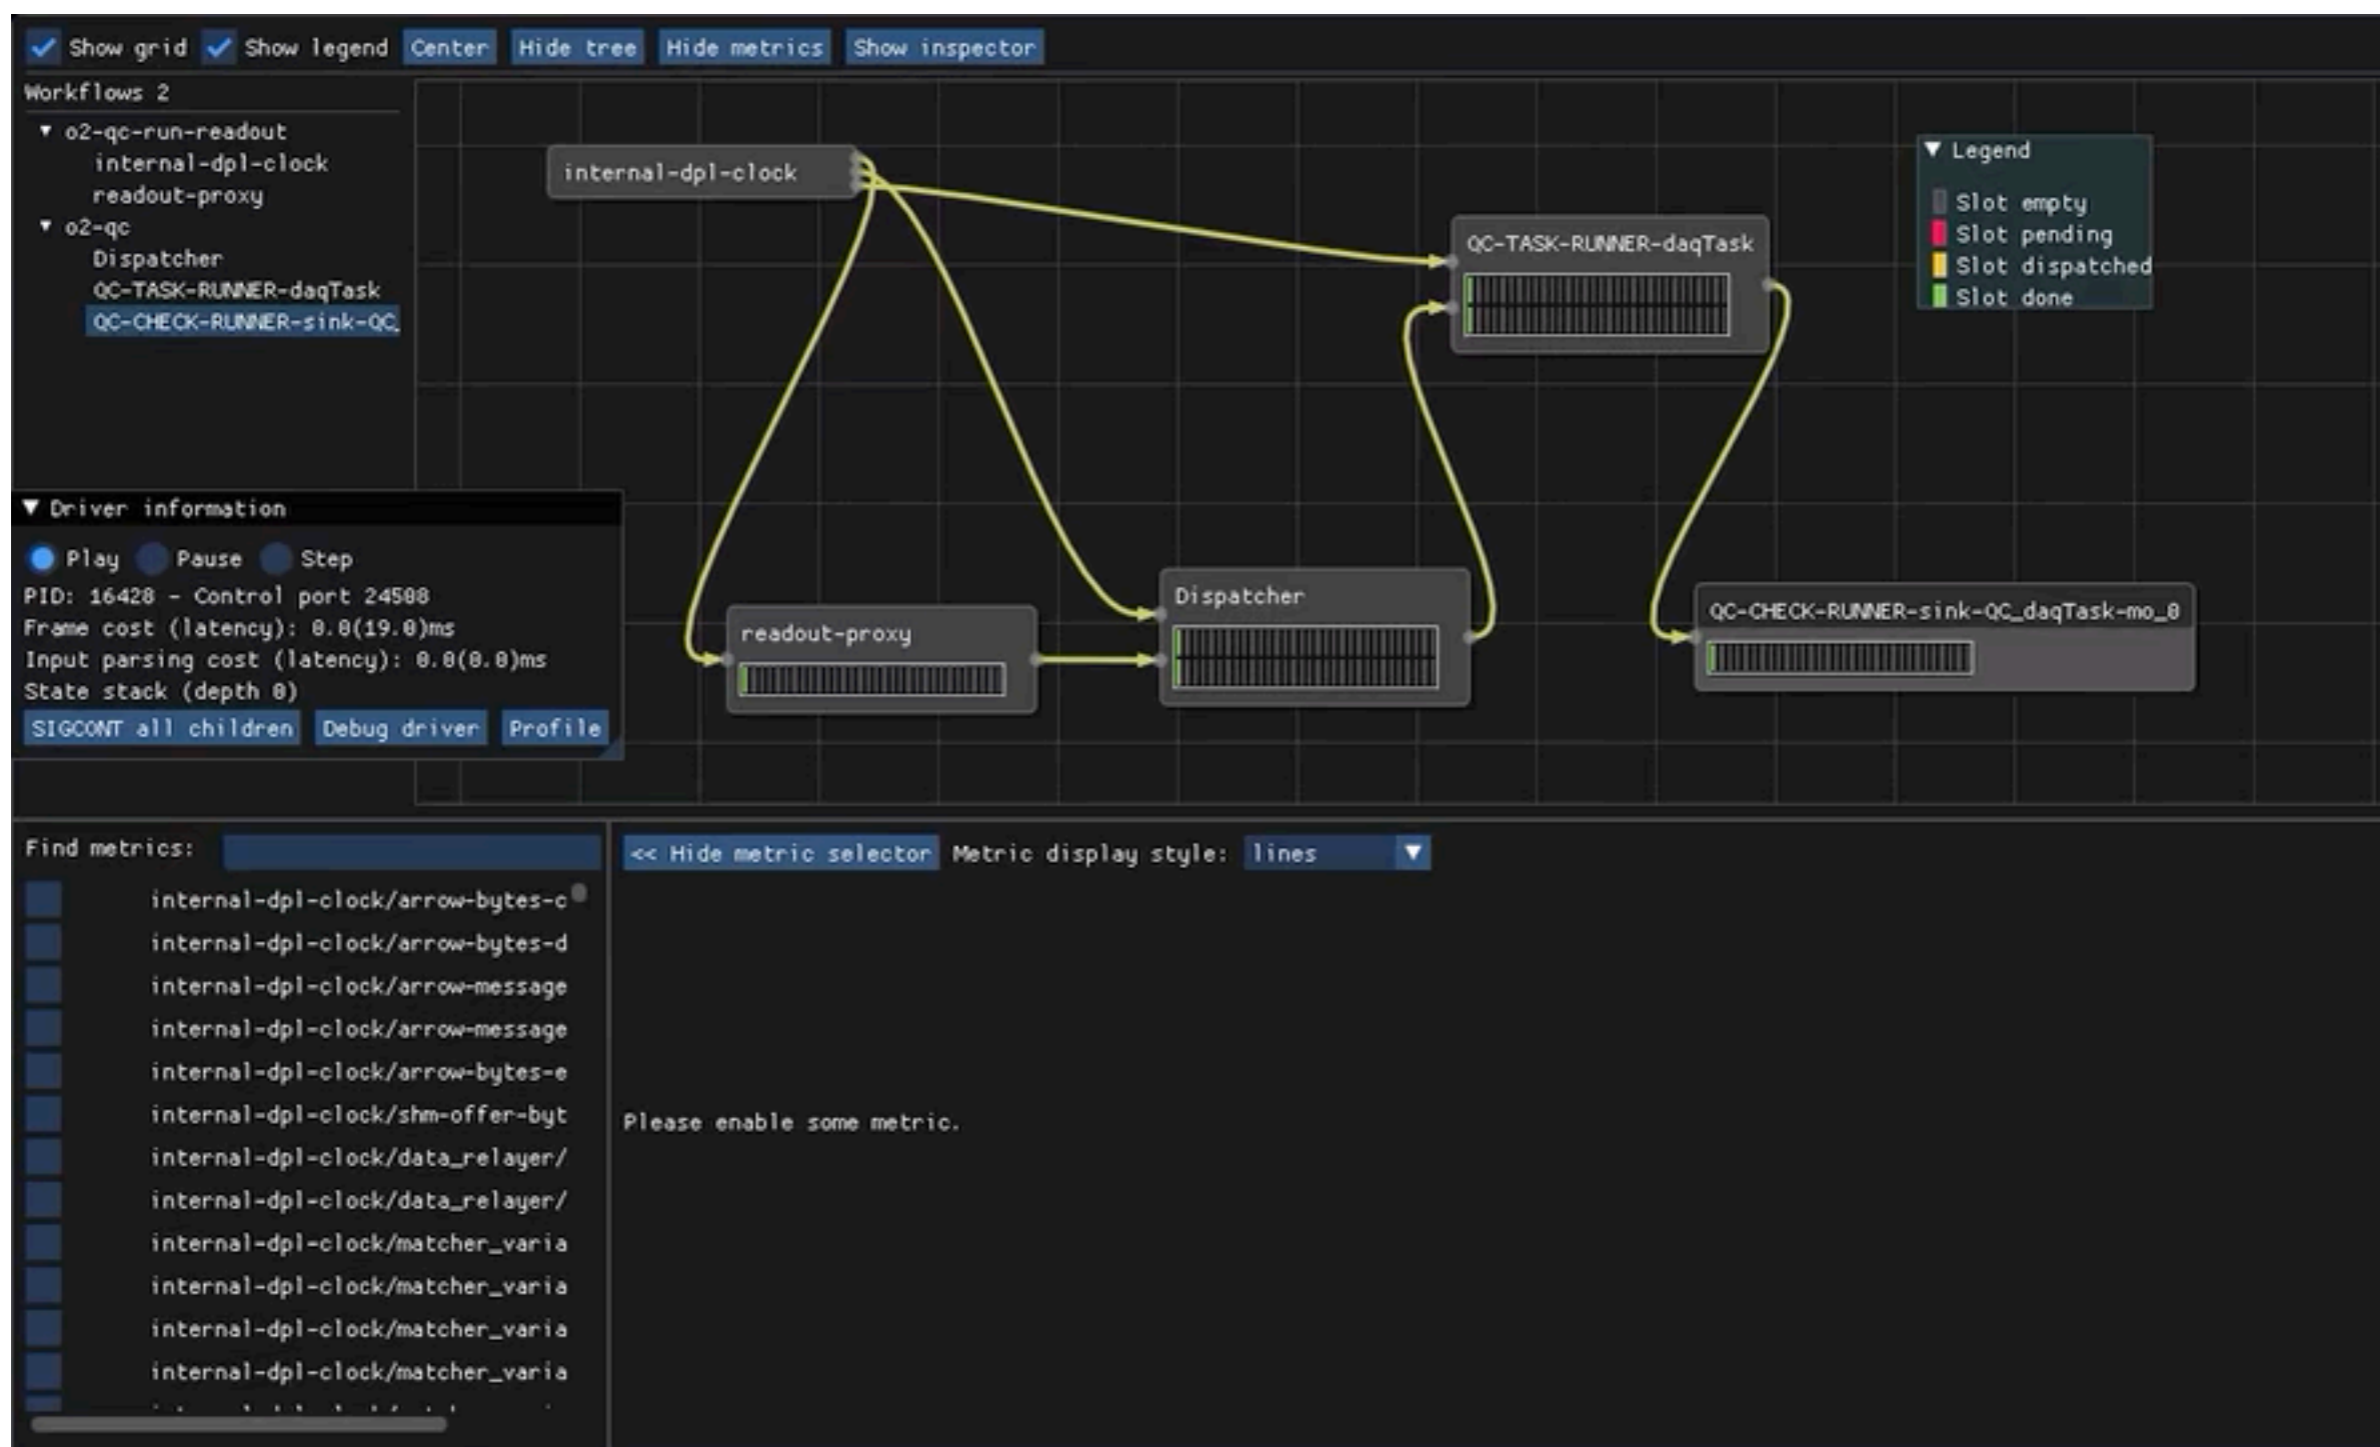 Show grid Show legend Center Hide tree Hide metrics Show inspector
Workflows 2
o2-qc-run-readout
internal-dpl-clock
readout-proxy
o2-qc
Dispatcher
QC-TASK-RUNNER-daqTask
QC-CHECK-RUNNER-sink-QC_
internal-dpl-clock
QC-TASK-RUNNER-daqTask
Legend
Slot empty
Slot pending
Slot dispatched
Slot done
readout-proxy
Dispatcher
QC-CHECK-RUNNER-sink-QC_daqTask-mo_0
Driver information
Play Pause Step
PID: 16428 - Control port 24508
Frame cost (latency): 0.0(19.0)ms
Input parsing cost (latency): 0.0(0.0)ms
State stack (depth 0)
SIGCONT all children Debug driver Profile
Find metrics:
internal-dpl-clock/arrow-bytes-c
internal-dpl-clock/arrow-bytes-d
internal-dpl-clock/arrow-message
internal-dpl-clock/arrow-message
internal-dpl-clock/arrow-bytes-e
internal-dpl-clock/shm-offer-byt
internal-dpl-clock/data_relayer/
internal-dpl-clock/data_relayer/
internal-dpl-clock/matcher_varia
internal-dpl-clock/matcher_varia
internal-dpl-clock/matcher_varia
internal-dpl-clock/matcher_varia
<< Hide metric selector Metric display style: lines
Please enable some metric.